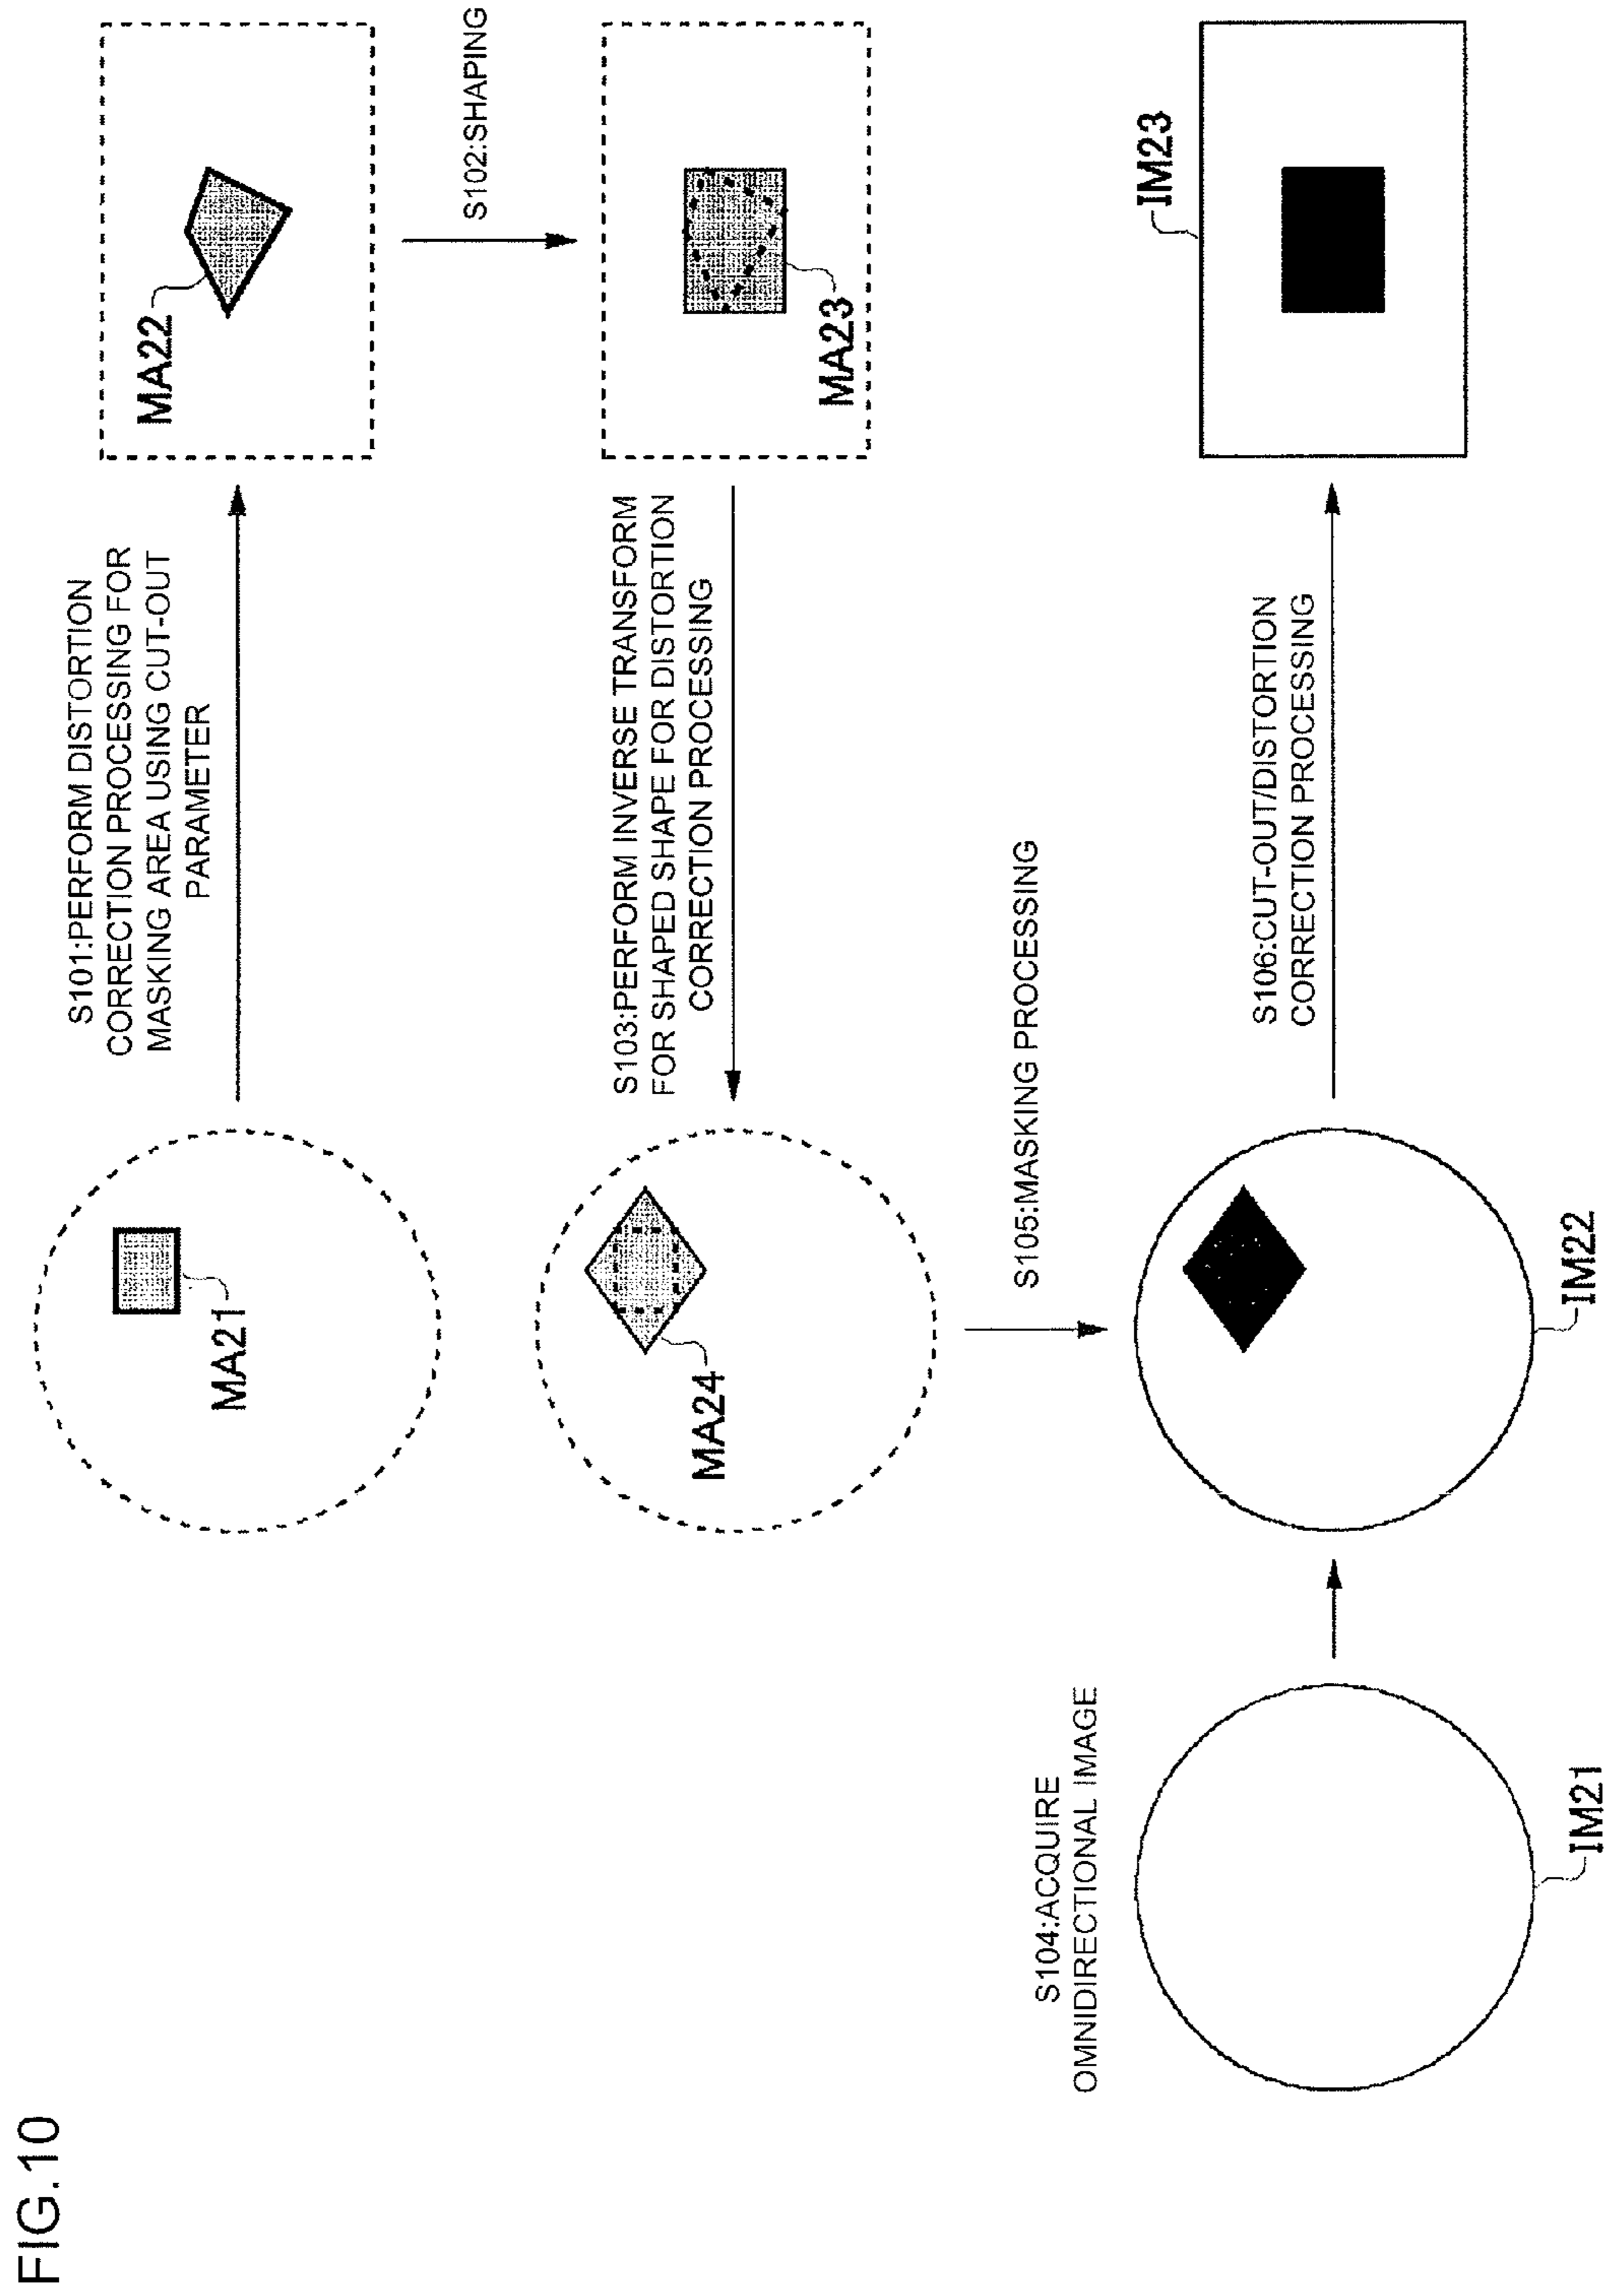 FIG.10
S101:PERFORM DISTORTION
CORRECTION PROCESSING FOR
MASKING AREA USING CUT-OUT
PARAMETER
MA21
MA22
S102:SHAPING
S103:PERFORM INVERSE TRANSFORM
FOR SHAPED SHAPE FOR DISTORTION
CORRECTION PROCESSING
MA24
MA23
S105:MASKING PROCESSING
S104:ACQUIRE
OMNIDIRECTIONAL IMAGE
S106:CUT-OUT/DISTORTION
CORRECTION PROCESSING
IM23
IM21
IM22